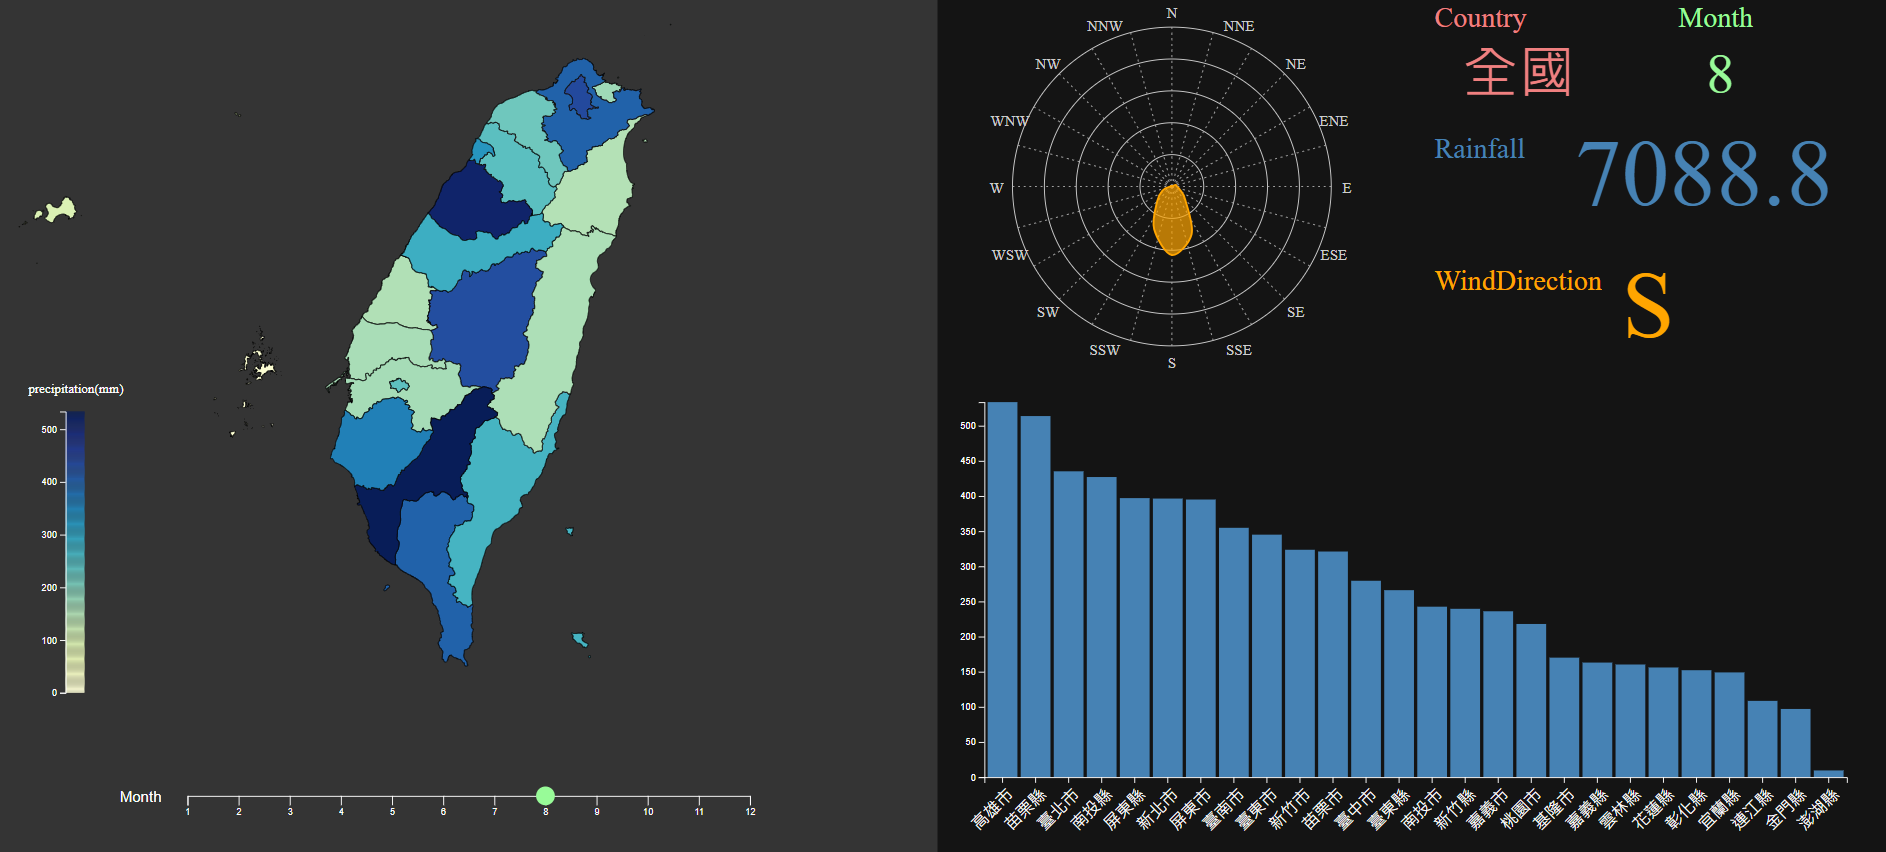 precipitation(mm)
500
400
300
200
100
0
Month
1 2 3 4 5 6 7 8 9 10 11 12
N
NNE
NE
ENE
E
ESE
SE
SSE
S
SSW
SW
WSW
W
WNW
NW
NNW
Country
全國
Month
8
Rainfall
7088.8
WindDirection
S
500
450
400
350
300
250
200
150
100
50
0
高雄市
苗栗縣
臺北市
南投縣
屏東縣
新北市
屏東市
臺南市
臺東市
新竹市
苗栗市
臺中市
臺東縣
南投市
新竹縣
嘉義市
桃園市
基隆市
嘉義縣
雲林縣
花蓮縣
彰化縣
宜蘭縣
連江縣
金門縣
澎湖縣